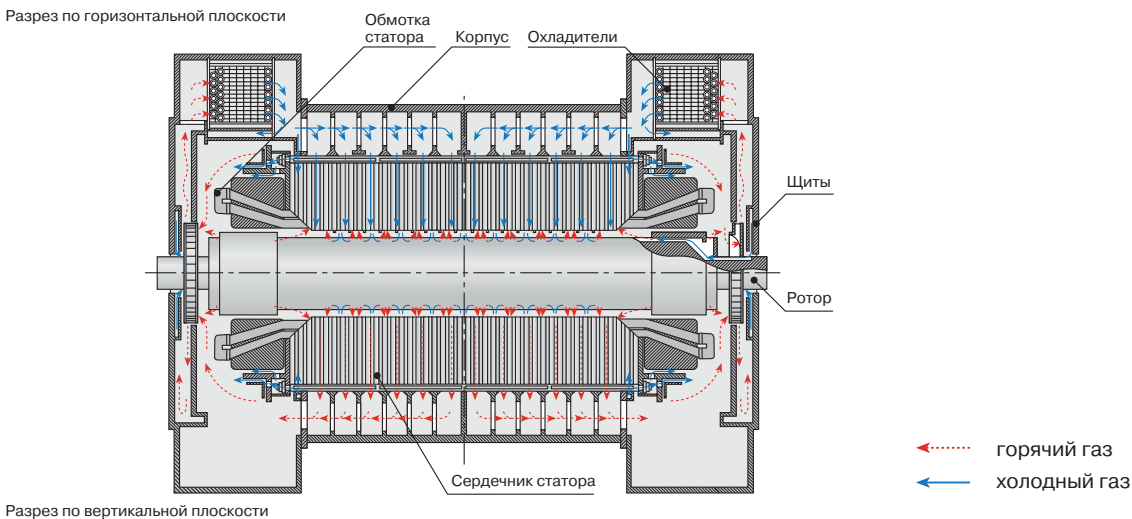 Разрез по горизонтальной плоскости
Обмотка
статора
Корпус
Охладители
Щиты
Ротор
Сердечник статора
горячий газ
холодный газ
Разрез по вертикальной плоскости